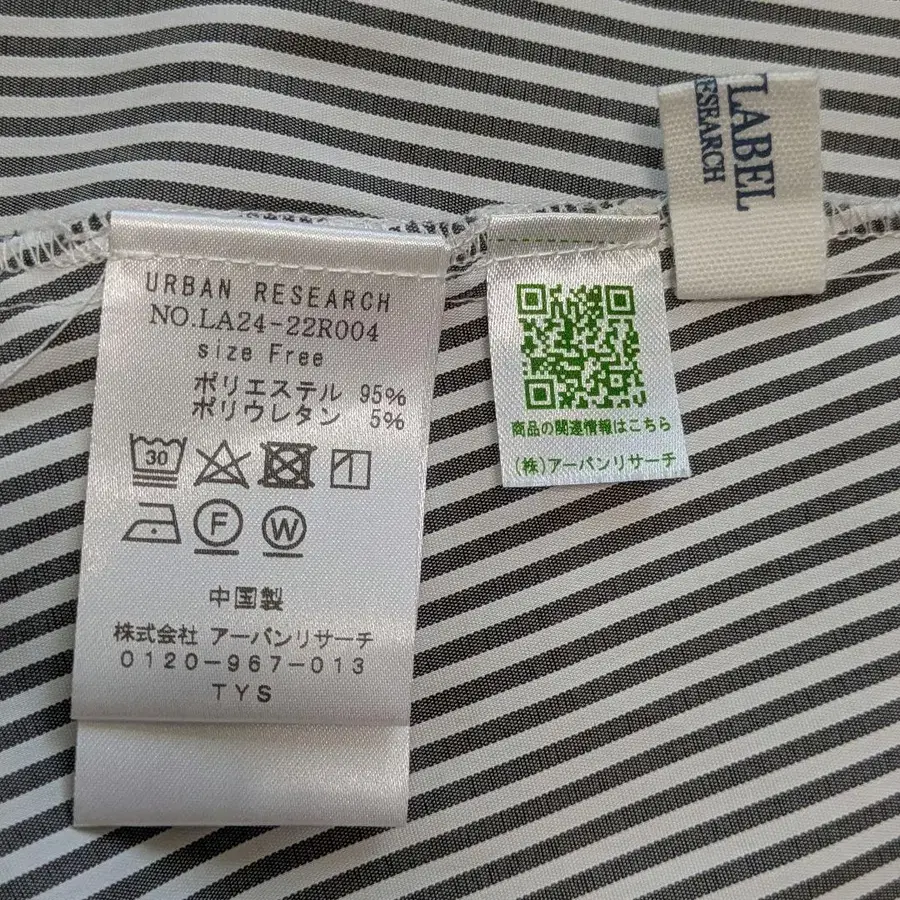 URBAN RESEARCH
NO.LA24-22R004
size Free
ポリエステル 95%
ポリウレタン 5%
30
F
W
中国製
株式会社 アーバンリサーチ
0120-967-013
TYS
商品の関連情報はこちら
(株)アーバンリサーチ
LABEL
ESRARCH